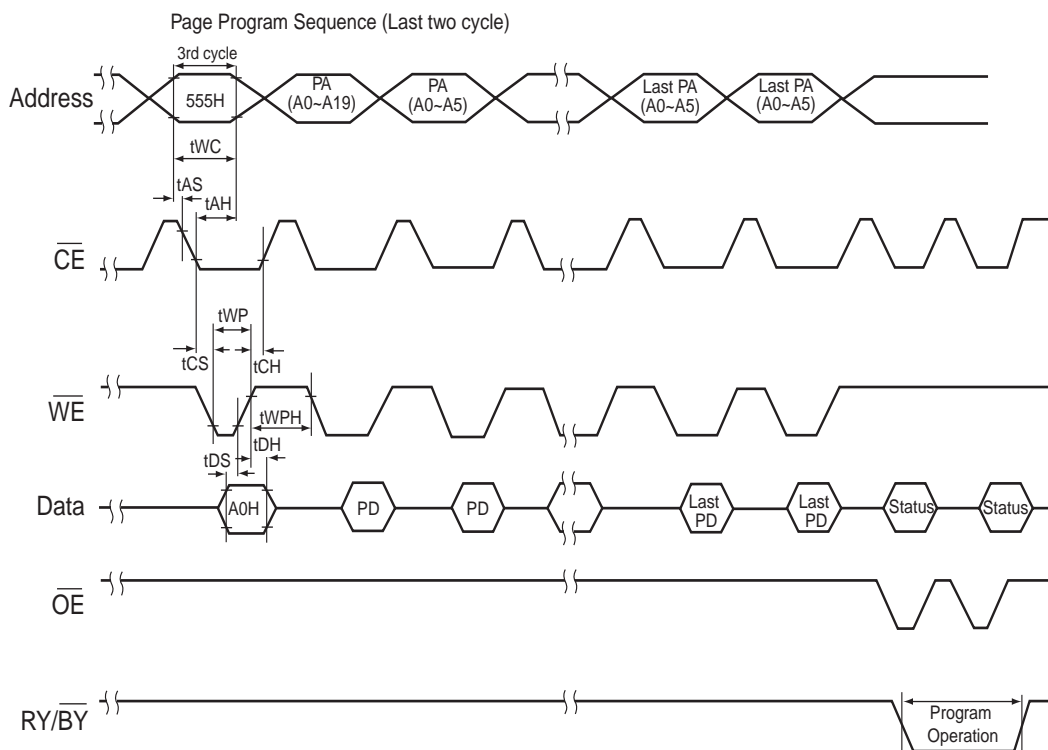 Page Program Sequence (Last two cycle)
3rd cycle
Address
555H
PA
(A0~A19)
PA
(A0~A5)
Last PA
(A0~A5)
Last PA
(A0~A5)
tWC
tAS
tAH
CE
tWP
tCS
tCH
WE
tWPH
tDS
tDH
Data
A0H
PD
PD
Last
PD
Last
PD
Status
Status
OE
RY/BY
Program
Operation